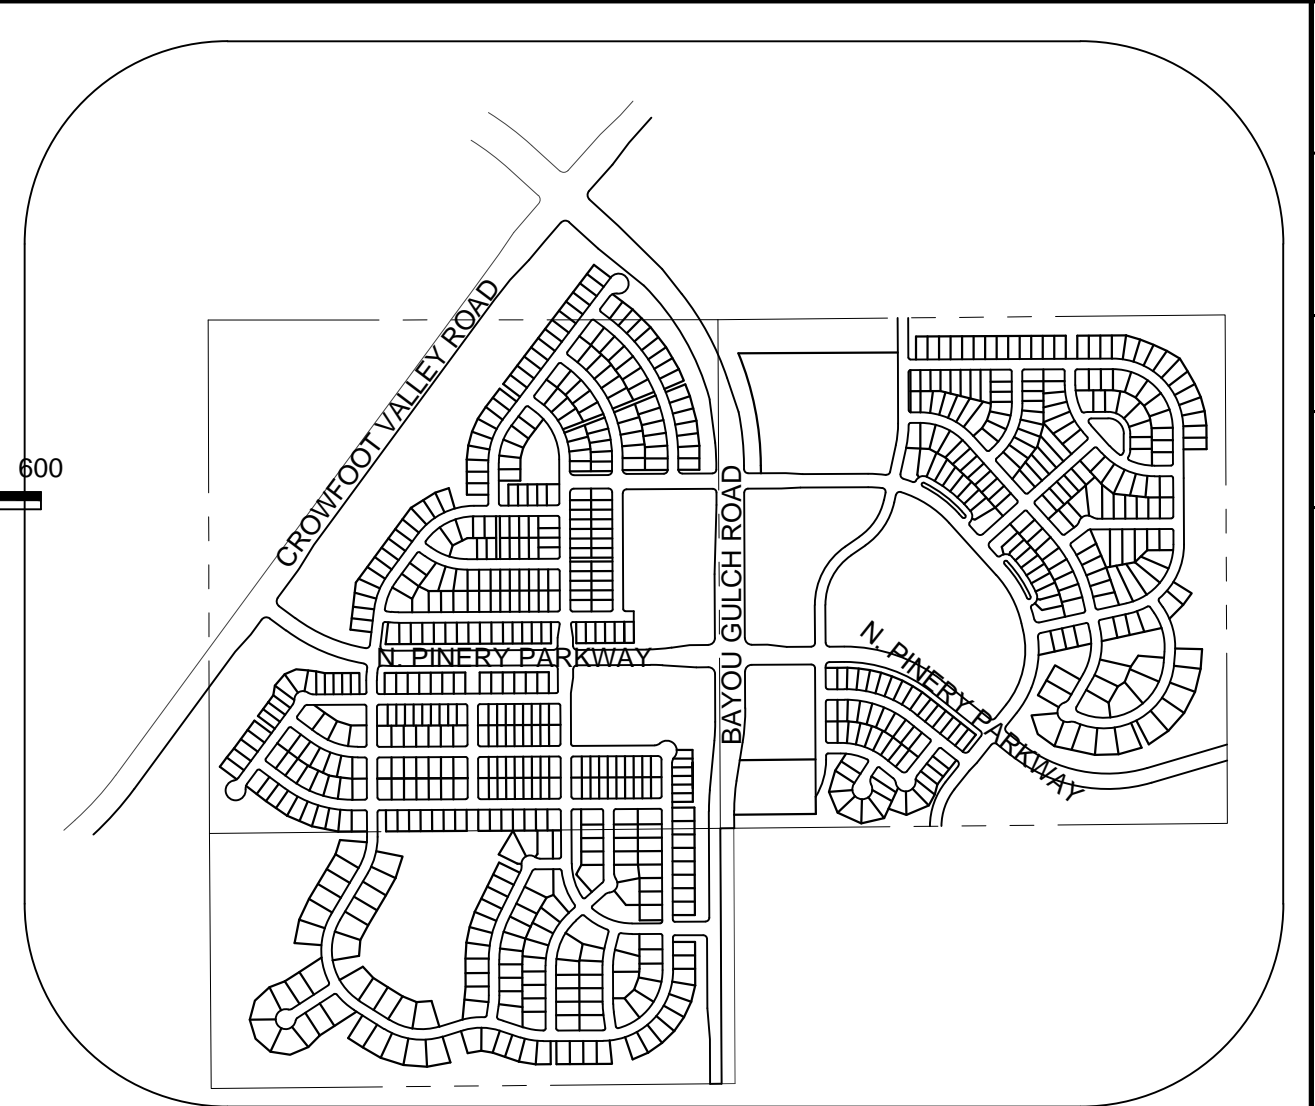 CROWFOOT VALLEY ROAD
600
BAYOU GULCH ROAD
N. PINERY PARKWAY
N. PINERY PARKWAY